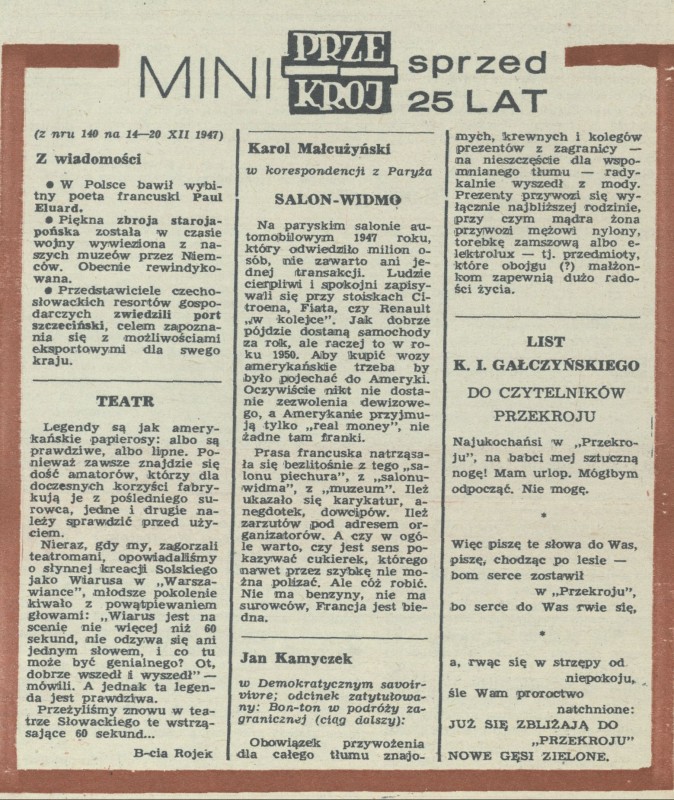 MINI PRZEKROJ sprzed 25 LAT
(z nru 140 na 14—20 XII 1947)
Z wiadomości
● W Polsce bawił wybi-
tny poeta francuski Paul
Eluard.
● Piękna zbroja staroja-
pońska została w czasie
wojny wywieziona z na-
szych muzeów przez Niem-
ców. Obecnie rewindyko-
wana.
● Przedstawiciele czecho-
słowackich resortów gospo-
darczych zwiedzili port
szczeciński, celem zapozna-
nia się z możliwościami
eksportowymi dla swego
kraju.
TEATR
Legendy są jak amery-
kańskie papierosy: albo są
prawdziwe, albo lipne. Po-
nieważ zawsze znajdzie się
dość amatorów, którzy dla
doczesnych korzyści fabry-
kują je z pośledniego su-
rowca, jedne i drugie na-
leży sprawdzić przed uży-
ciem.
Nieraz, gdy my, zagorzali
teatromani, opowiadaliśmy
o słynnej kreacji Solskiego
jako Wiarusa w „Warsza-
wiance”, młodsze pokolenie
kiwało z powątpiewaniem
głowami: „Wiarus jest na
scenie nie więcej niż 60
sekund, nie odzywa się ani
jednym słowem, i co tu
może być genialnego? Ot,
dobrze wszedł i wyszedł” —
mówili. A jednak ta legen-
da jest prawdziwa.
Przeżyliśmy znowu w tea-
trze Słowackiego te wstrzą-
sające 60 sekund...
B-cia Rojek
Karol Małcużyński
w korespondencji z Paryża
SALON-WIDMO
Na paryskim salonie au-
tomobilowym 1947 roku,
który odwiedziło milion o-
sób, nie zawarto ani je-
dnej transakcji. Ludzie
cierpliwi i spokojni zapisy-
wali się przy stoiskach Ci-
troena, Fiata, czy Renault
„w kolejce”. Jak dobrze
pójdzie dostaną samochody
za rok, ale raczej to w ro-
ku 1950. Aby kupić wozy
amerykańskie trzeba by
było pojechać do Ameryki.
Oczywiście nikt nie dosta-
nie zezwolenia dewizowe-
go, a Amerykanie przyjmu-
ją tylko „real money”, nie
żadne tam franki.
Prasa francuska natrząsa-
ła się bezlitośnie z tego „sa-
lonu piechura”, z „salonu-
widma”, z „muzeum”. Ileż
ukazało się karykatur, a-
negdotek, dowcipów. Ileż
zarzutów pod adresem or-
ganizatorów. A czy w ogó-
le warto, czy jest sens po-
kazywać cukierek, którego
nawet przez szybkę nie mo-
żna polizać. Ale cóż robić.
Nie ma benzyny, nie ma
surowców, Francja jest bie-
dna.
Jan Kamyczek
w Demokratycznym savoir-
vivre; odcinek zatytułowa-
ny: Bon-ton w podróży za-
granicznej (ciąg dalszy):
Obowiązek przywożenia
dla całego tłumu znajo-
mych, krewnych i kolegów
prezentów z zagranicy —
na nieszczęście dla wspo-
mnianego tłumu — rady-
kalnie wyszedł z mody.
Prezenty przywozi się wy-
łącznie najbliższej rodzinie,
przy czym mądra żona
przywozi mężowi nylony,
torebkę zamszową albo e-
lektrolux — tj. przedmioty,
które obojgu (?) małżon-
kom zapewnią dużo rado-
ści życia.
LIST
K. I. GAŁCZYŃSKIEGO
DO CZYTELNIKÓW
PRZEKROJU
Najukochańsi w „Przekro-
ju”, na babci mej sztuczną
nogę! Mam urlop. Mógłbym
odpocząć. Nie mogę.
*
Więc piszę te słowa do Was,
piszę, chodząc po lesie —
bom serce zostawił
w „Przekroju”,
bo serce do Was rwie się,
*
a, rwąc się w strzępy od
niepokoju,
śle Wam proroctwo
natchnione:
JUŻ SIĘ ZBLIŻAJĄ DO
„PRZEKROJU”
NOWE GĘSI ZIELONE.